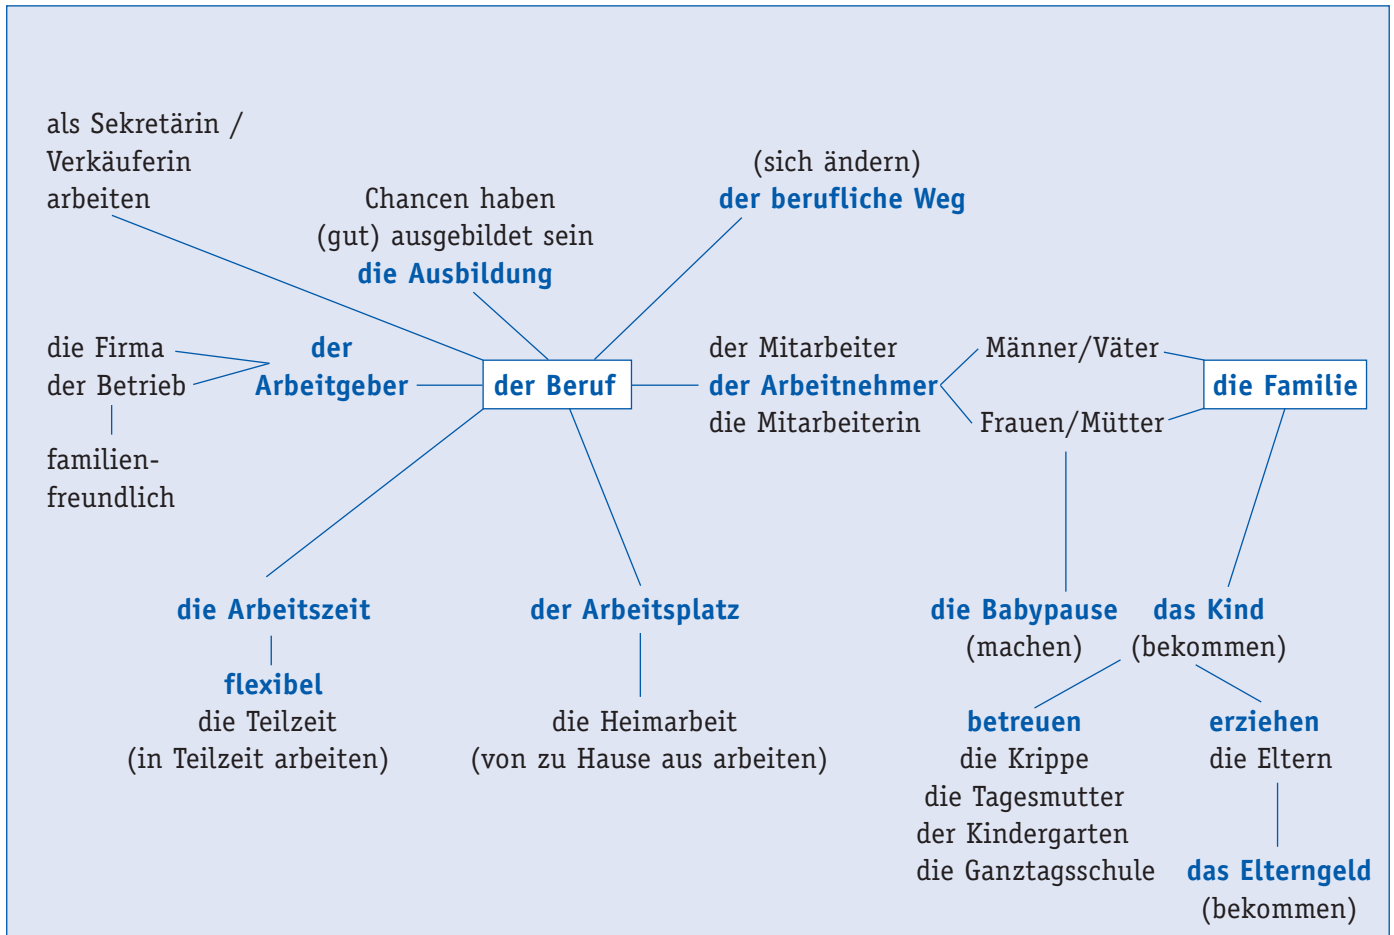 als Sekretärin /
Verkäuferin
arbeiten
Chancen haben
(gut) ausgebildet sein
die Ausbildung
(sich ändern)
der berufliche Weg
die Firma
der Betrieb
familien-
freundlich
der
Arbeitgeber
der Beruf
der Mitarbeiter
der Arbeitnehmer
die Mitarbeiterin
Männer/Väter
Frauen/Mütter
die Familie
die Arbeitszeit
flexibel
die Teilzeit
(in Teilzeit arbeiten)
der Arbeitsplatz
die Heimarbeit
(von zu Hause aus arbeiten)
die Babypause
(machen)
das Kind
(bekommen)
betreuen
die Krippe
die Tagesmutter
der Kindergarten
die Ganztagsschule
erziehen
die Eltern
das Elterngeld
(bekommen)